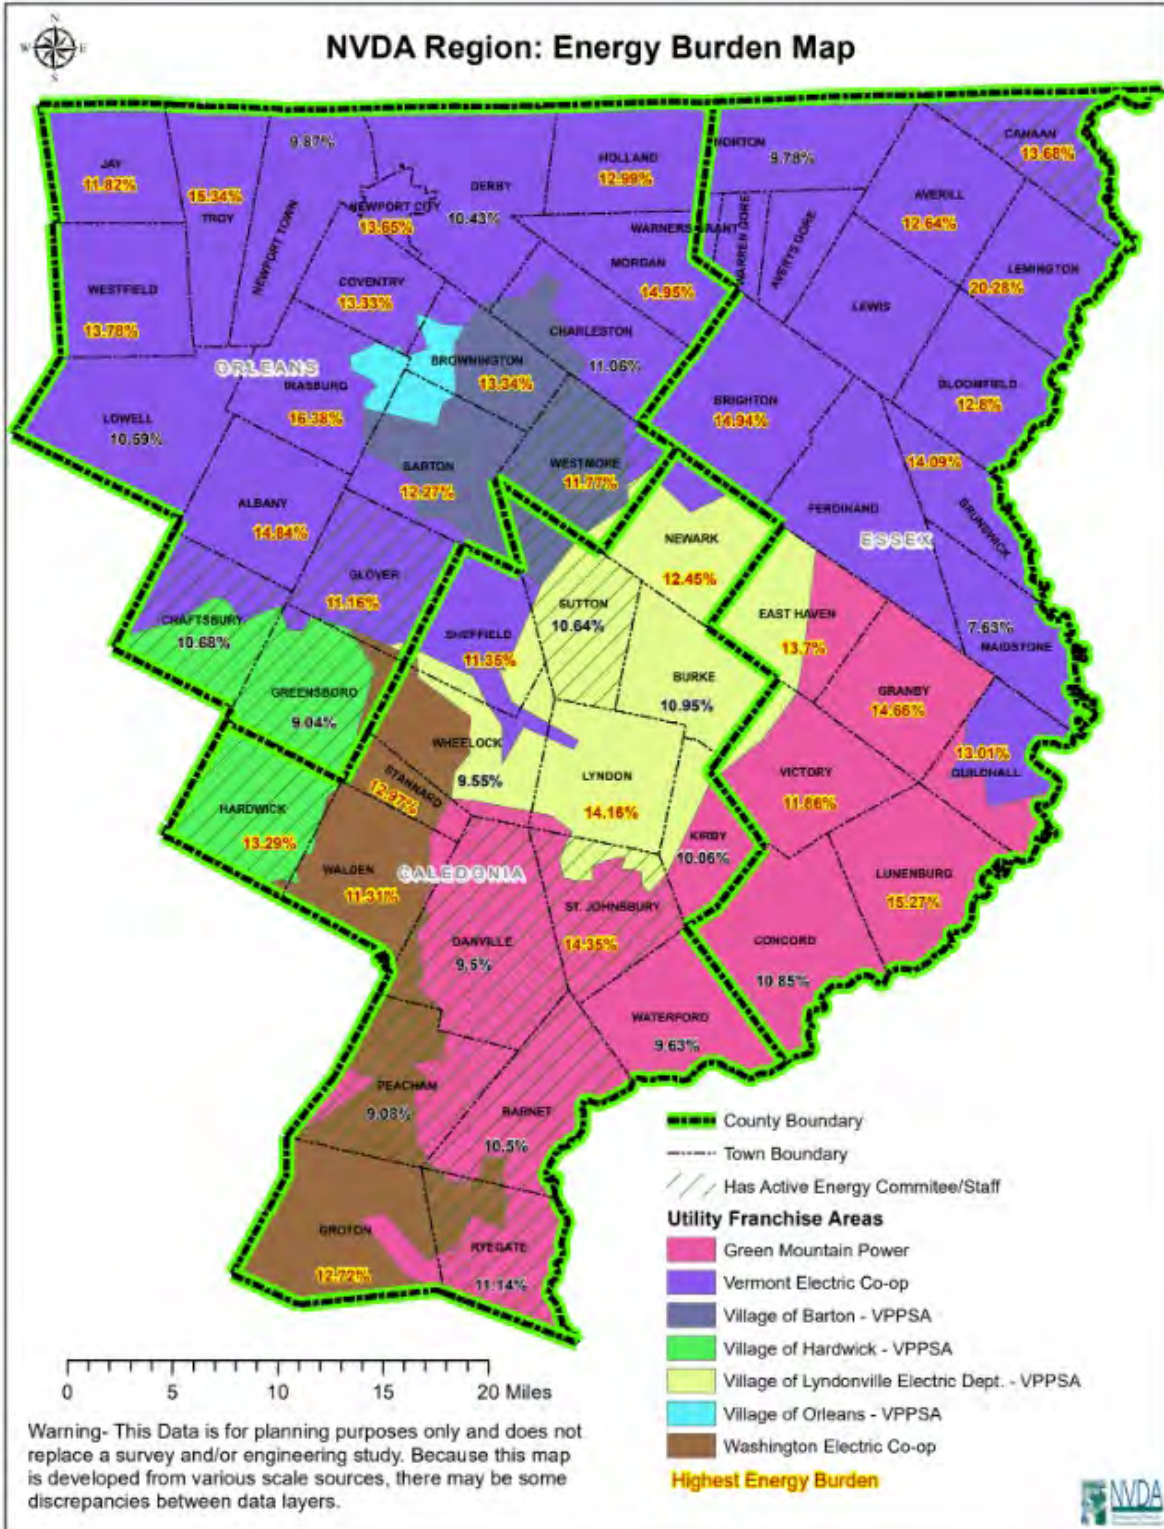 N
W E
S
NVDA Region: Energy Burden Map
JAY
11.82%
15.34%
TROY
9.87%
NEWPORT TOWN
NEWPORT CITY
13.65%
DERBY
10.43%
HOLLAND
12.99%
NORTON
9.78%
CANAAN
13.68%
AVERILL
12.64%
WARNERS GRANT
WARREN GORE
AVERYS GORE
MORGAN
14.95%
LEMINGTON
20.28%
WESTFIELD
13.78%
COVENTRY
13.33%
LEWIS
CHARLESTON
11.06%
BROWNINGTON
13.34%
ORLEANS
IRASBURG
16.38%
BLOOMFIELD
12.8%
BRIGHTON
14.94%
LOWELL
10.59%
BARTON
12.27%
WESTMORE
11.77%
14.09%
BRUNSWICK
ALBANY
14.84%
FERDINAND
ESSEX
NEWARK
12.45%
GLOVER
11.16%
SUTTON
10.64%
EAST HAVEN
13.7%
CRAFTSBURY
10.68%
SHEFFIELD
11.35%
7.63%
MAIDSTONE
BURKE
10.95%
GREENSBORO
9.04%
GRANBY
14.66%
WHEELOCK
9.55%
13.01%
GUILDHALL
STANNARD
12.97%
LYNDON
14.16%
VICTORY
11.86%
HARDWICK
13.29%
KIRBY
10.06%
WALDEN
11.31%
CALEDONIA
LUNENBURG
15.27%
ST. JOHNSBURY
14.35%
DANVILLE
9.5%
CONCORD
10.85%
WATERFORD
9.63%
PEACHAM
9.08%
BARNET
10.5%
GROTON
12.72%
RYEGATE
11.14%
County Boundary
Town Boundary
Has Active Energy Commitee/Staff
Utility Franchise Areas
Green Mountain Power
Vermont Electric Co-op
Village of Barton - VPPSA
Village of Hardwick - VPPSA
Village of Lyndonville Electric Dept. - VPPSA
Village of Orleans - VPPSA
Washington Electric Co-op
Highest Energy Burden
0 5 10 15 20 Miles
Warning- This Data is for planning purposes only and does not
replace a survey and/or engineering study. Because this map
is developed from various scale sources, there may be some
discrepancies between data layers.
NVDA